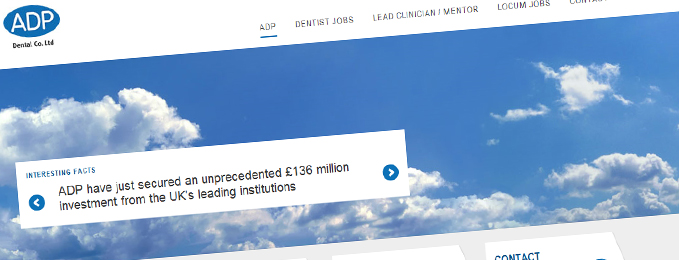 ADP
Dental Co. Ltd
ADP DENTIST JOBS LEAD CLINICIAN / MENTOR LOCUM JOBS
INTERESTING FACTS
ADP have just secured an unprecedented £136 million
investment from the UK's leading institutions
CONTACT